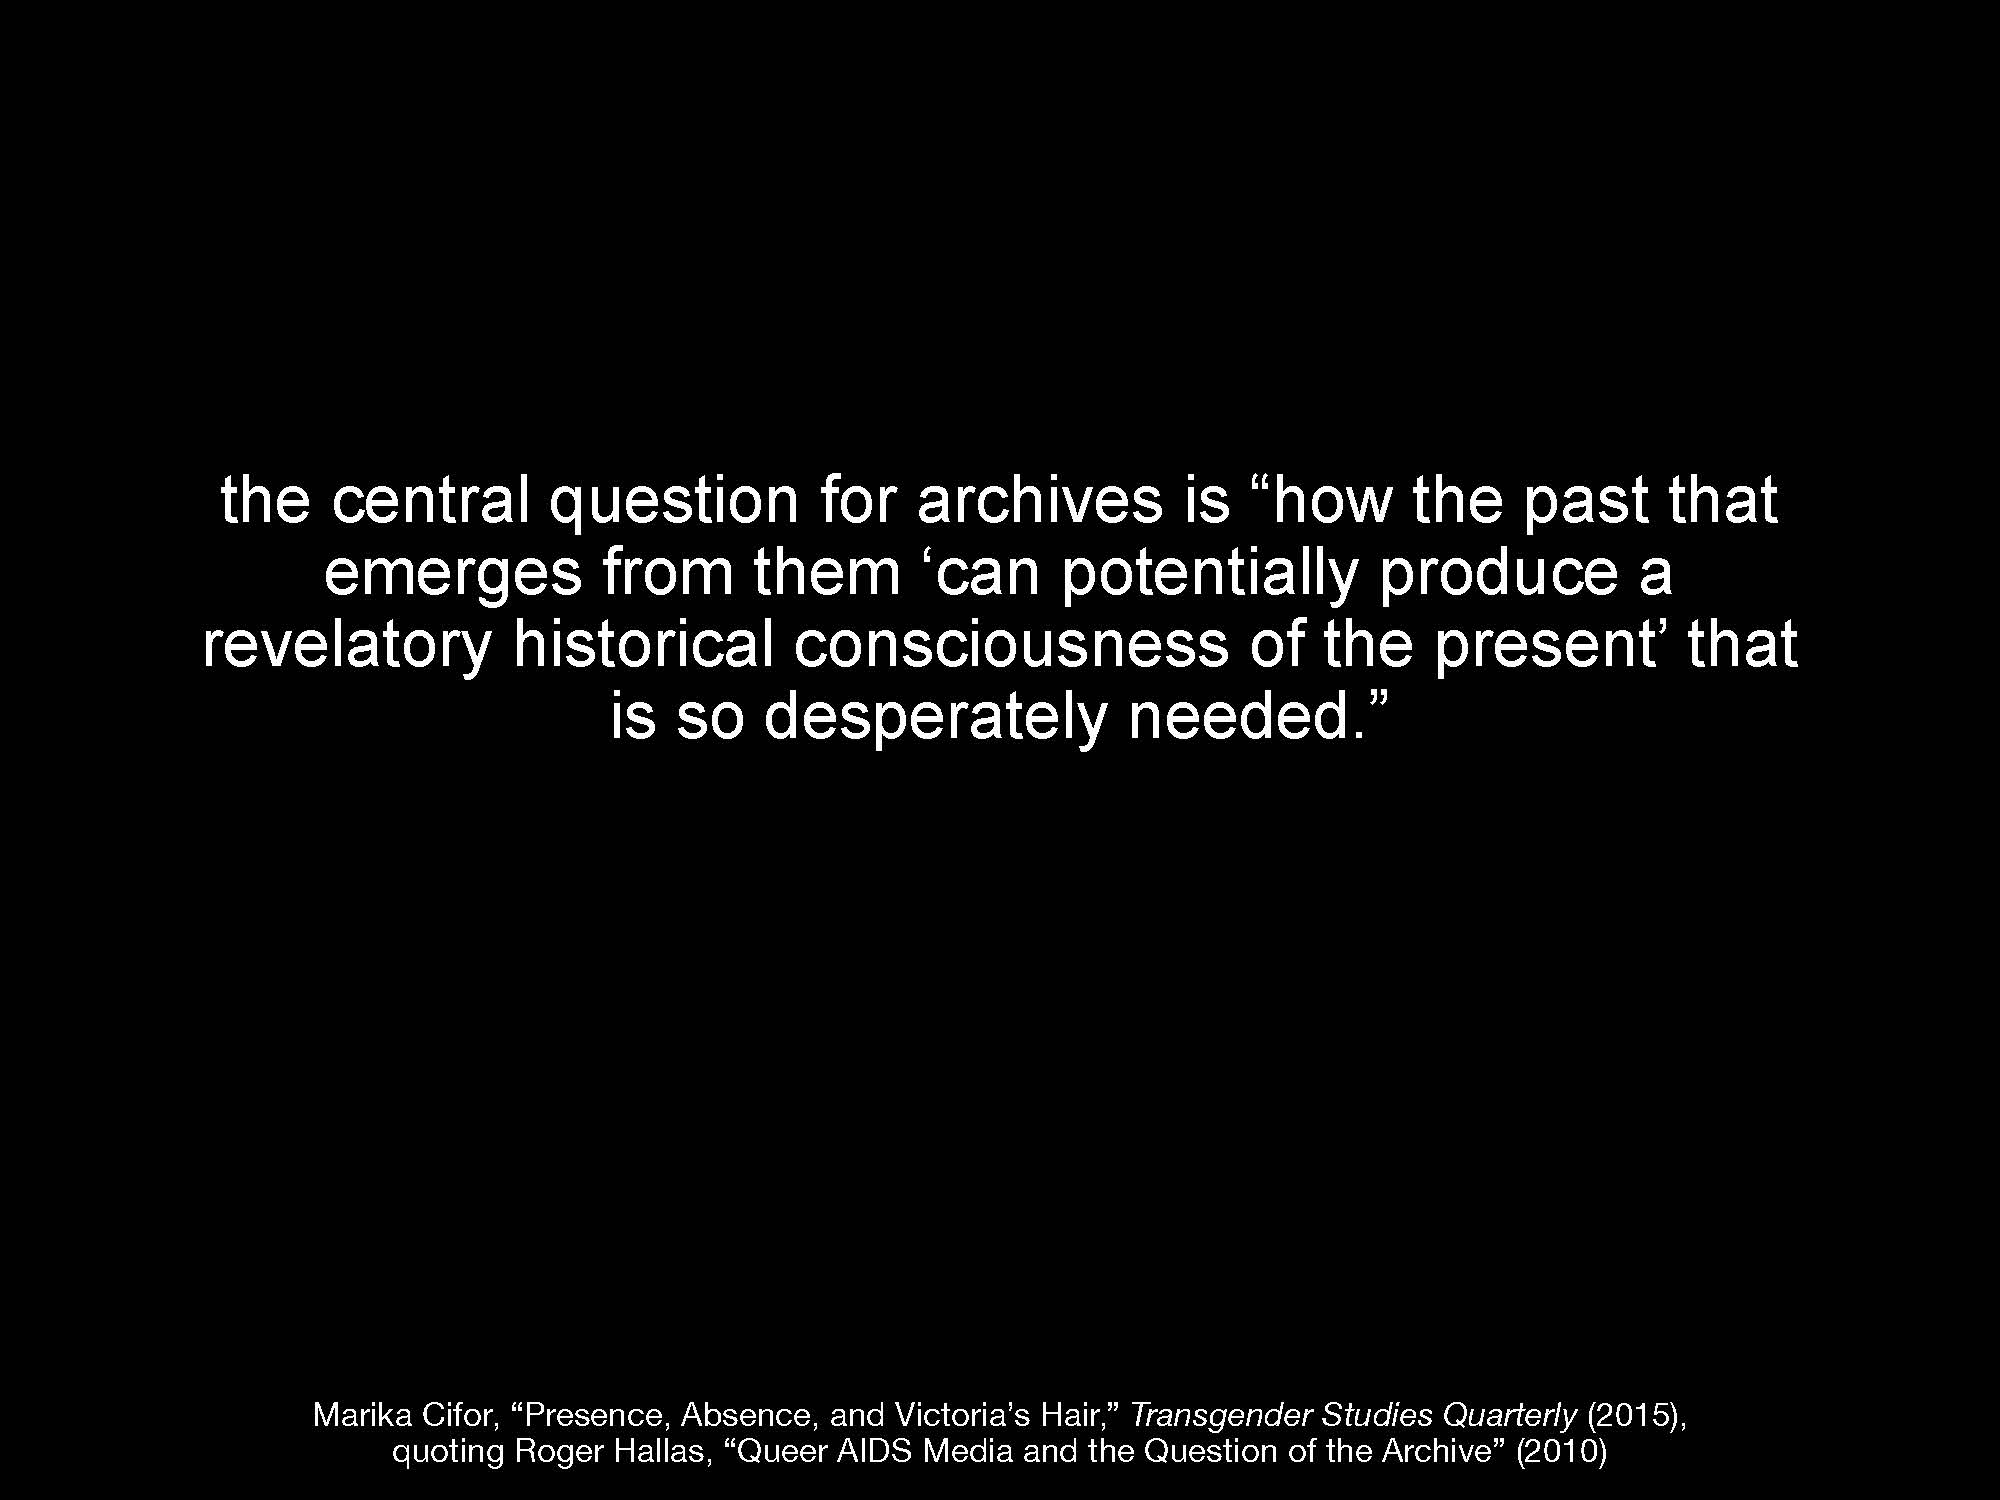 the central question for archives is “how the past that
emerges from them ‘can potentially produce a
revelatory historical consciousness of the present’ that
is so desperately needed.”
Marika Cifor, “Presence, Absence, and Victoria’s Hair,” Transgender Studies Quarterly (2015),
quoting Roger Hallas, “Queer AIDS Media and the Question of the Archive” (2010)